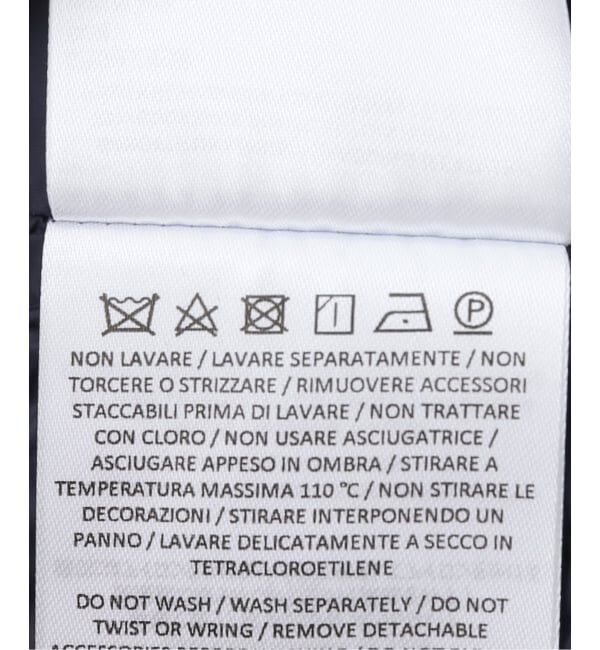 P
NON LAVARE / LAVARE SEPARATAMENTE / NON
TORCERE O STRIZZARE / RIMUOVERE ACCESSORI
STACCABILI PRIMA DI LAVARE / NON TRATTARE
CON CLORO / NON USARE ASCIUGATRICE /
ASCIUGARE APPESO IN OMBRA / STIRARE A
TEMPERATURA MASSIMA 110 °C / NON STIRARE LE
DECORAZIONI / STIRARE INTERPONENDO UN
PANNO / LAVARE DELICATAMENTE A SECCO IN
TETRACLOROETILENE
DO NOT WASH / WASH SEPARATELY / DO NOT
TWIST OR WRING / REMOVE DETACHABLE